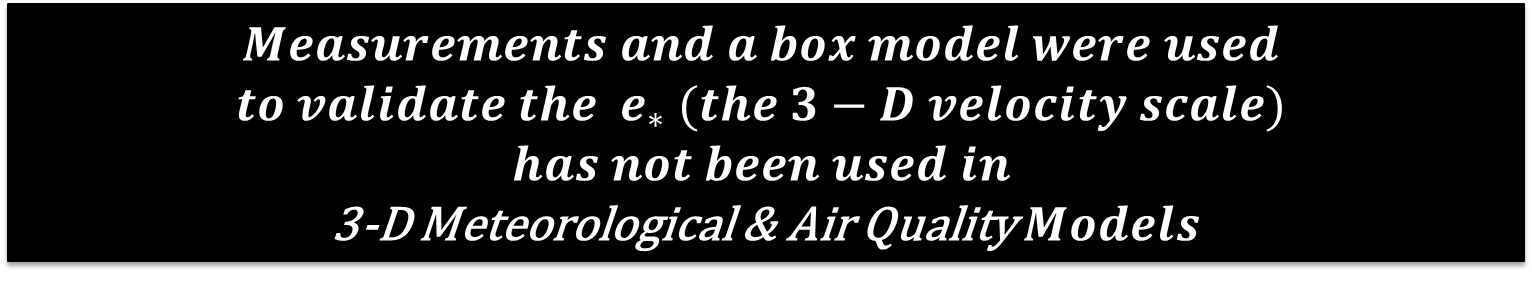 Measurements and a box model were used
to validate the e* (the 3 − D velocity scale)
has not been used in
3-D Meteorological & Air Quality Models